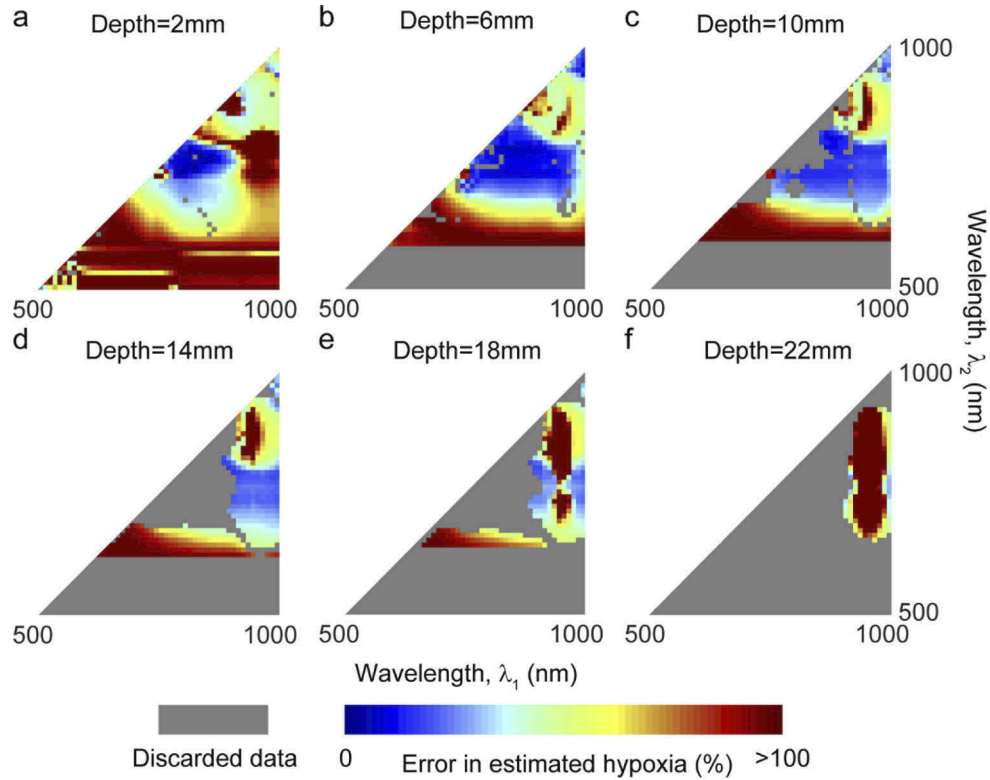 a
Depth=2mm
b
Depth=6mm
c
Depth=10mm
1000
500
1000
500
1000
500
1000
500
Wavelength, λ2 (nm)
d
Depth=14mm
e
Depth=18mm
f
Depth=22mm
1000
500
1000
500
1000
500
1000
500
Wavelength, λ1 (nm)
Discarded data
0
Error in estimated hypoxia (%)
>100